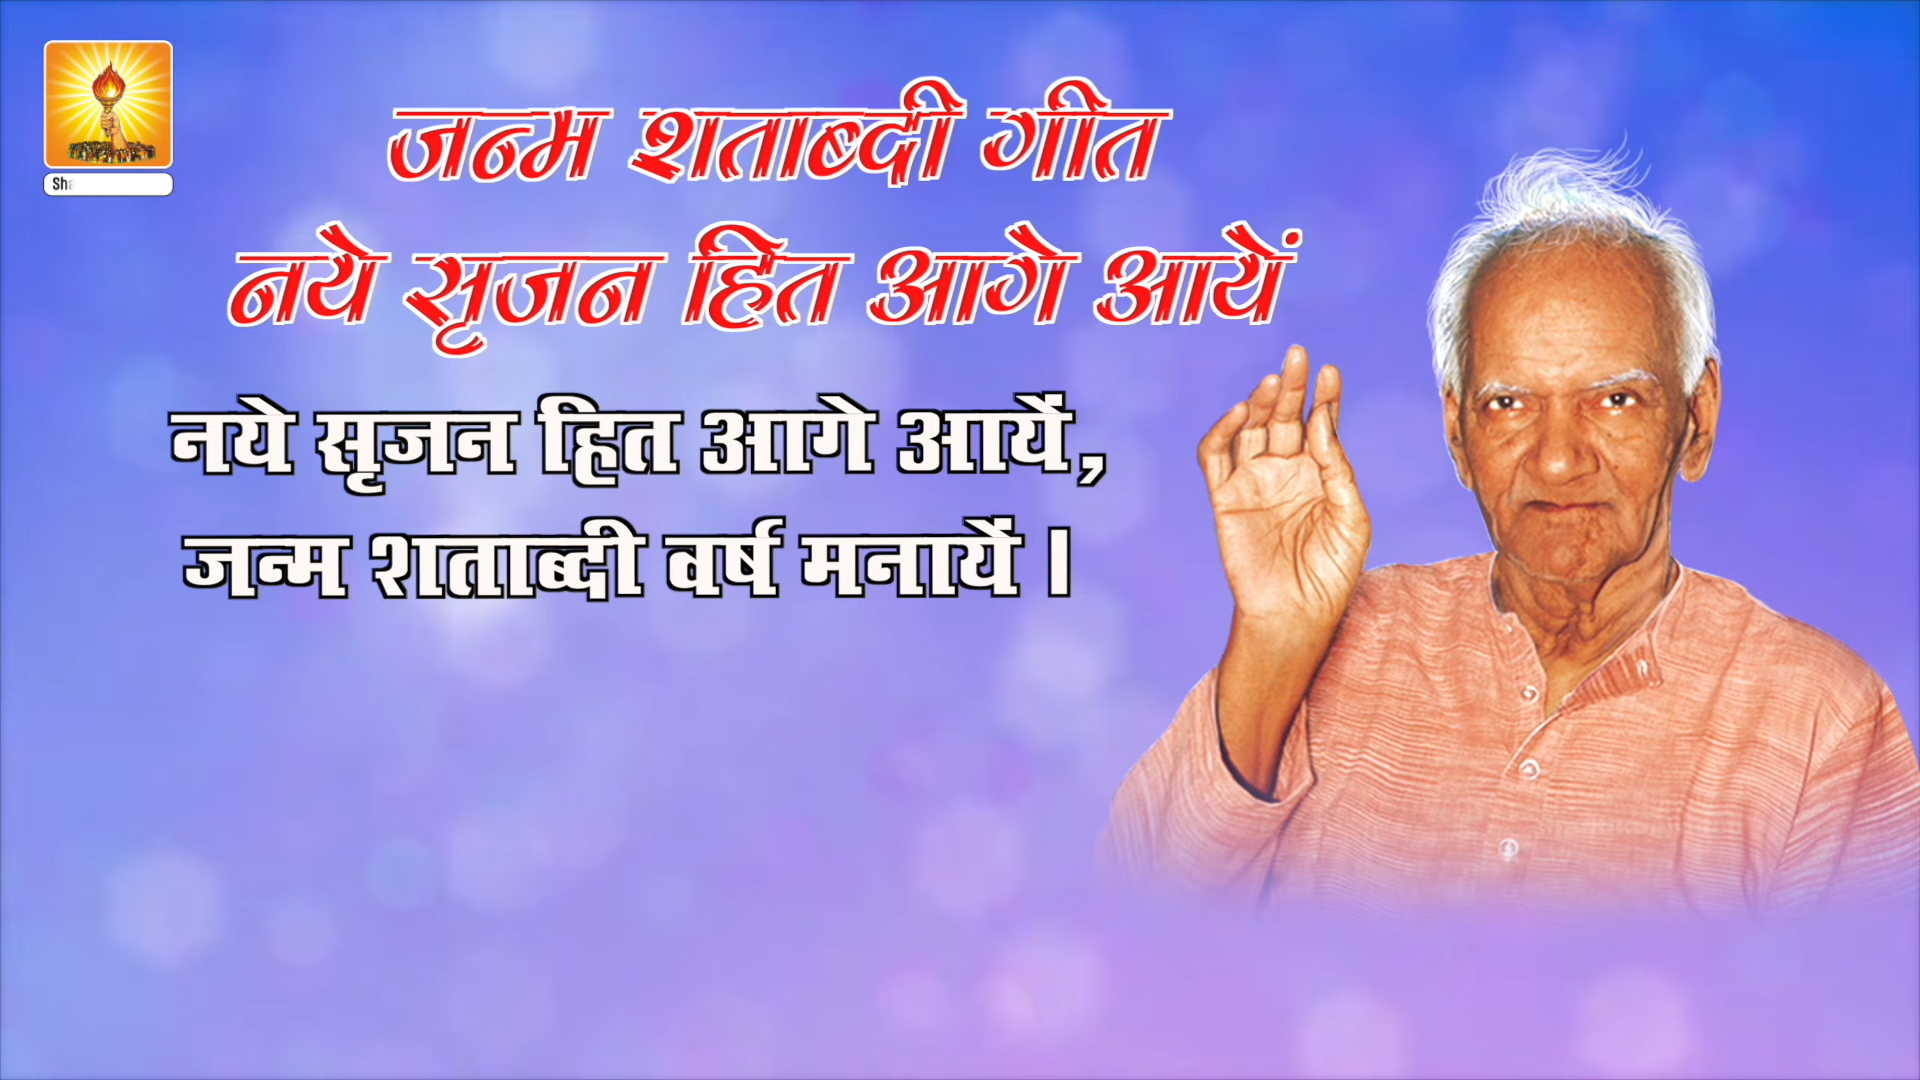 जन्म शताब्दी गीत
नये सृजन हित आगे आयें
नये सृजन हित आगे आयें,
जन्म शताब्दी वर्ष मनायें ।